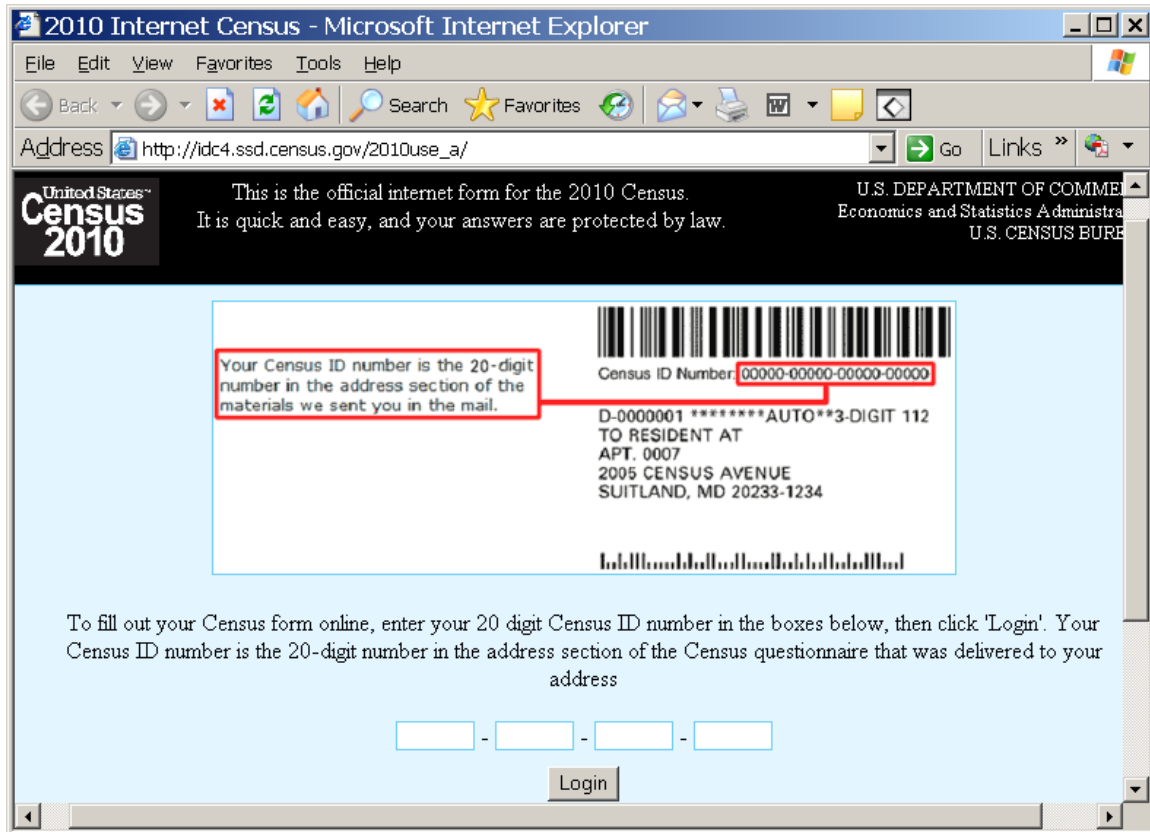 2010 Internet Census - Microsoft Internet Explorer
File Edit View Favorites Tools Help
Back Search Favorites
Address http://idc4.ssd.census.gov/2010use_a/ Go Links »
United States™
Census
2010
This is the official internet form for the 2010 Census.
It is quick and easy, and your answers are protected by law.
U.S. DEPARTMENT OF COMME
Economics and Statistics Administra
U.S. CENSUS BURE
Your Census ID number is the 20-digit
number in the address section of the
materials we sent you in the mail.
Census ID Number: 00000-00000-00000-00000
D-0000001 ********AUTO**3-DIGIT 112
TO RESIDENT AT
APT. 0007
2005 CENSUS AVENUE
SUITLAND, MD 20233-1234
To fill out your Census form online, enter your 20 digit Census ID number in the boxes below, then click 'Login'. Your
Census ID number is the 20-digit number in the address section of the Census questionnaire that was delivered to your
address
- - -
Login